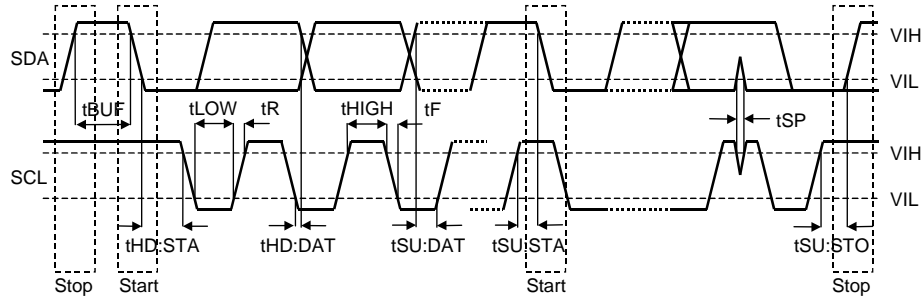 VIH
SDA
VIL
tBUF tLOW tR tHIGH tF tSP
VIH
SCL
VIL
tHD:STA tHD:DAT tSU:DAT tSU:STA tSU:STO
Stop Start Start Stop